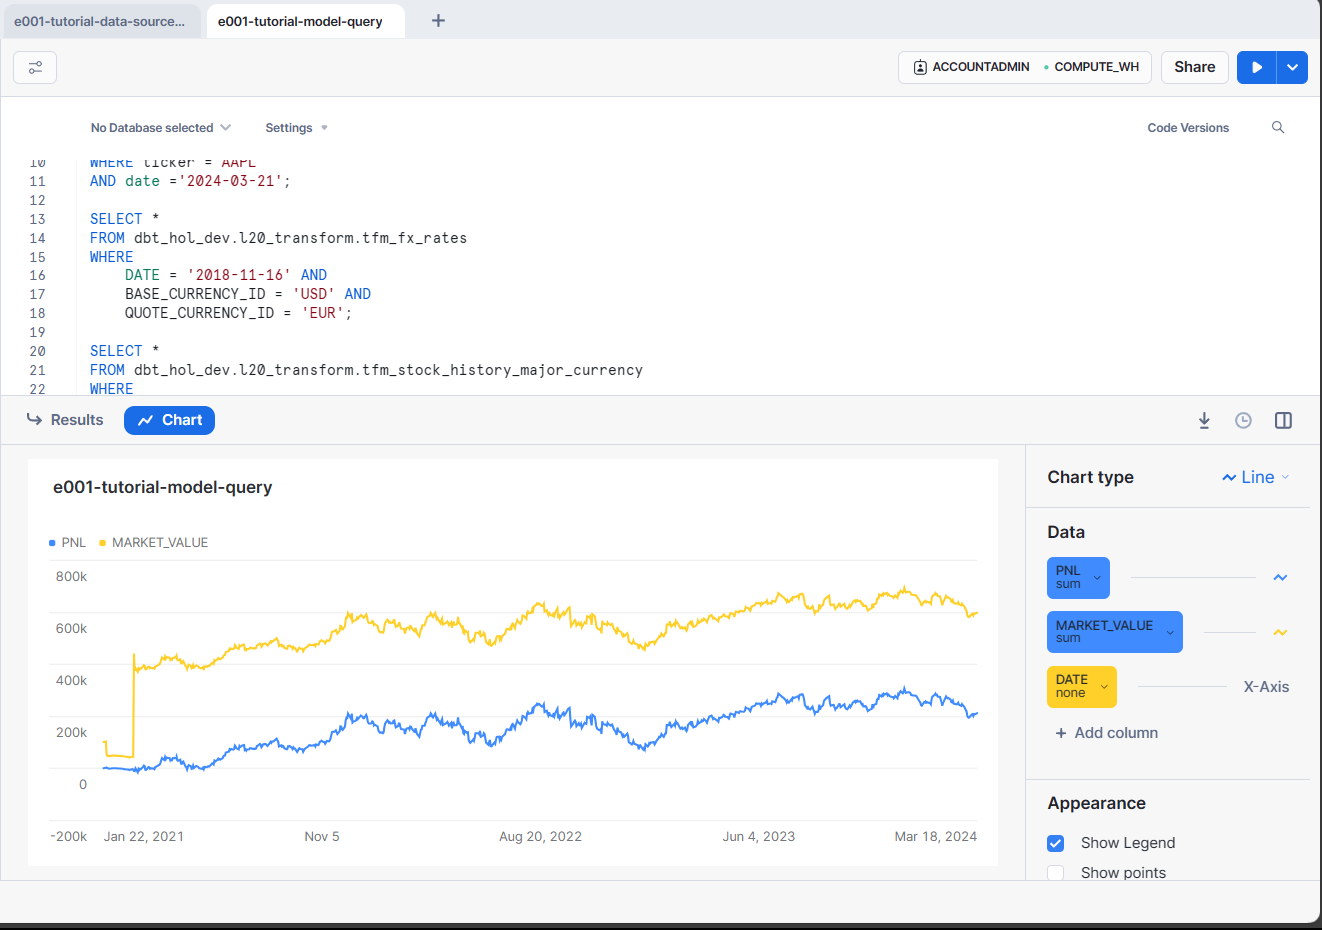 e001-tutorial-data-source...
e001-tutorial-model-query
+
ACCOUNTADMIN
COMPUTE_WH
Share
No Database selected
Settings
Code Versions
10 WHERE ticker = 'AAPL'
11 AND date ='2024-03-21';
12
13 SELECT *
14 FROM dbt_hol_dev.l20_transform.tfm_fx_rates
15 WHERE
16 DATE = '2018-11-16' AND
17 BASE_CURRENCY_ID = 'USD' AND
18 QUOTE_CURRENCY_ID = 'EUR';
19
20 SELECT *
21 FROM dbt_hol_dev.l20_transform.tfm_stock_history_major_currency
22 WHERE
Results
Chart
e001-tutorial-model-query
PNL
MARKET_VALUE
800k
600k
400k
200k
0
-200k
Jan 22, 2021
Nov 5
Aug 20, 2022
Jun 4, 2023
Mar 18, 2024
Chart type
Line
Data
PNL
sum
MARKET_VALUE
sum
DATE
none
X-Axis
+ Add column
Appearance
Show Legend
Show points